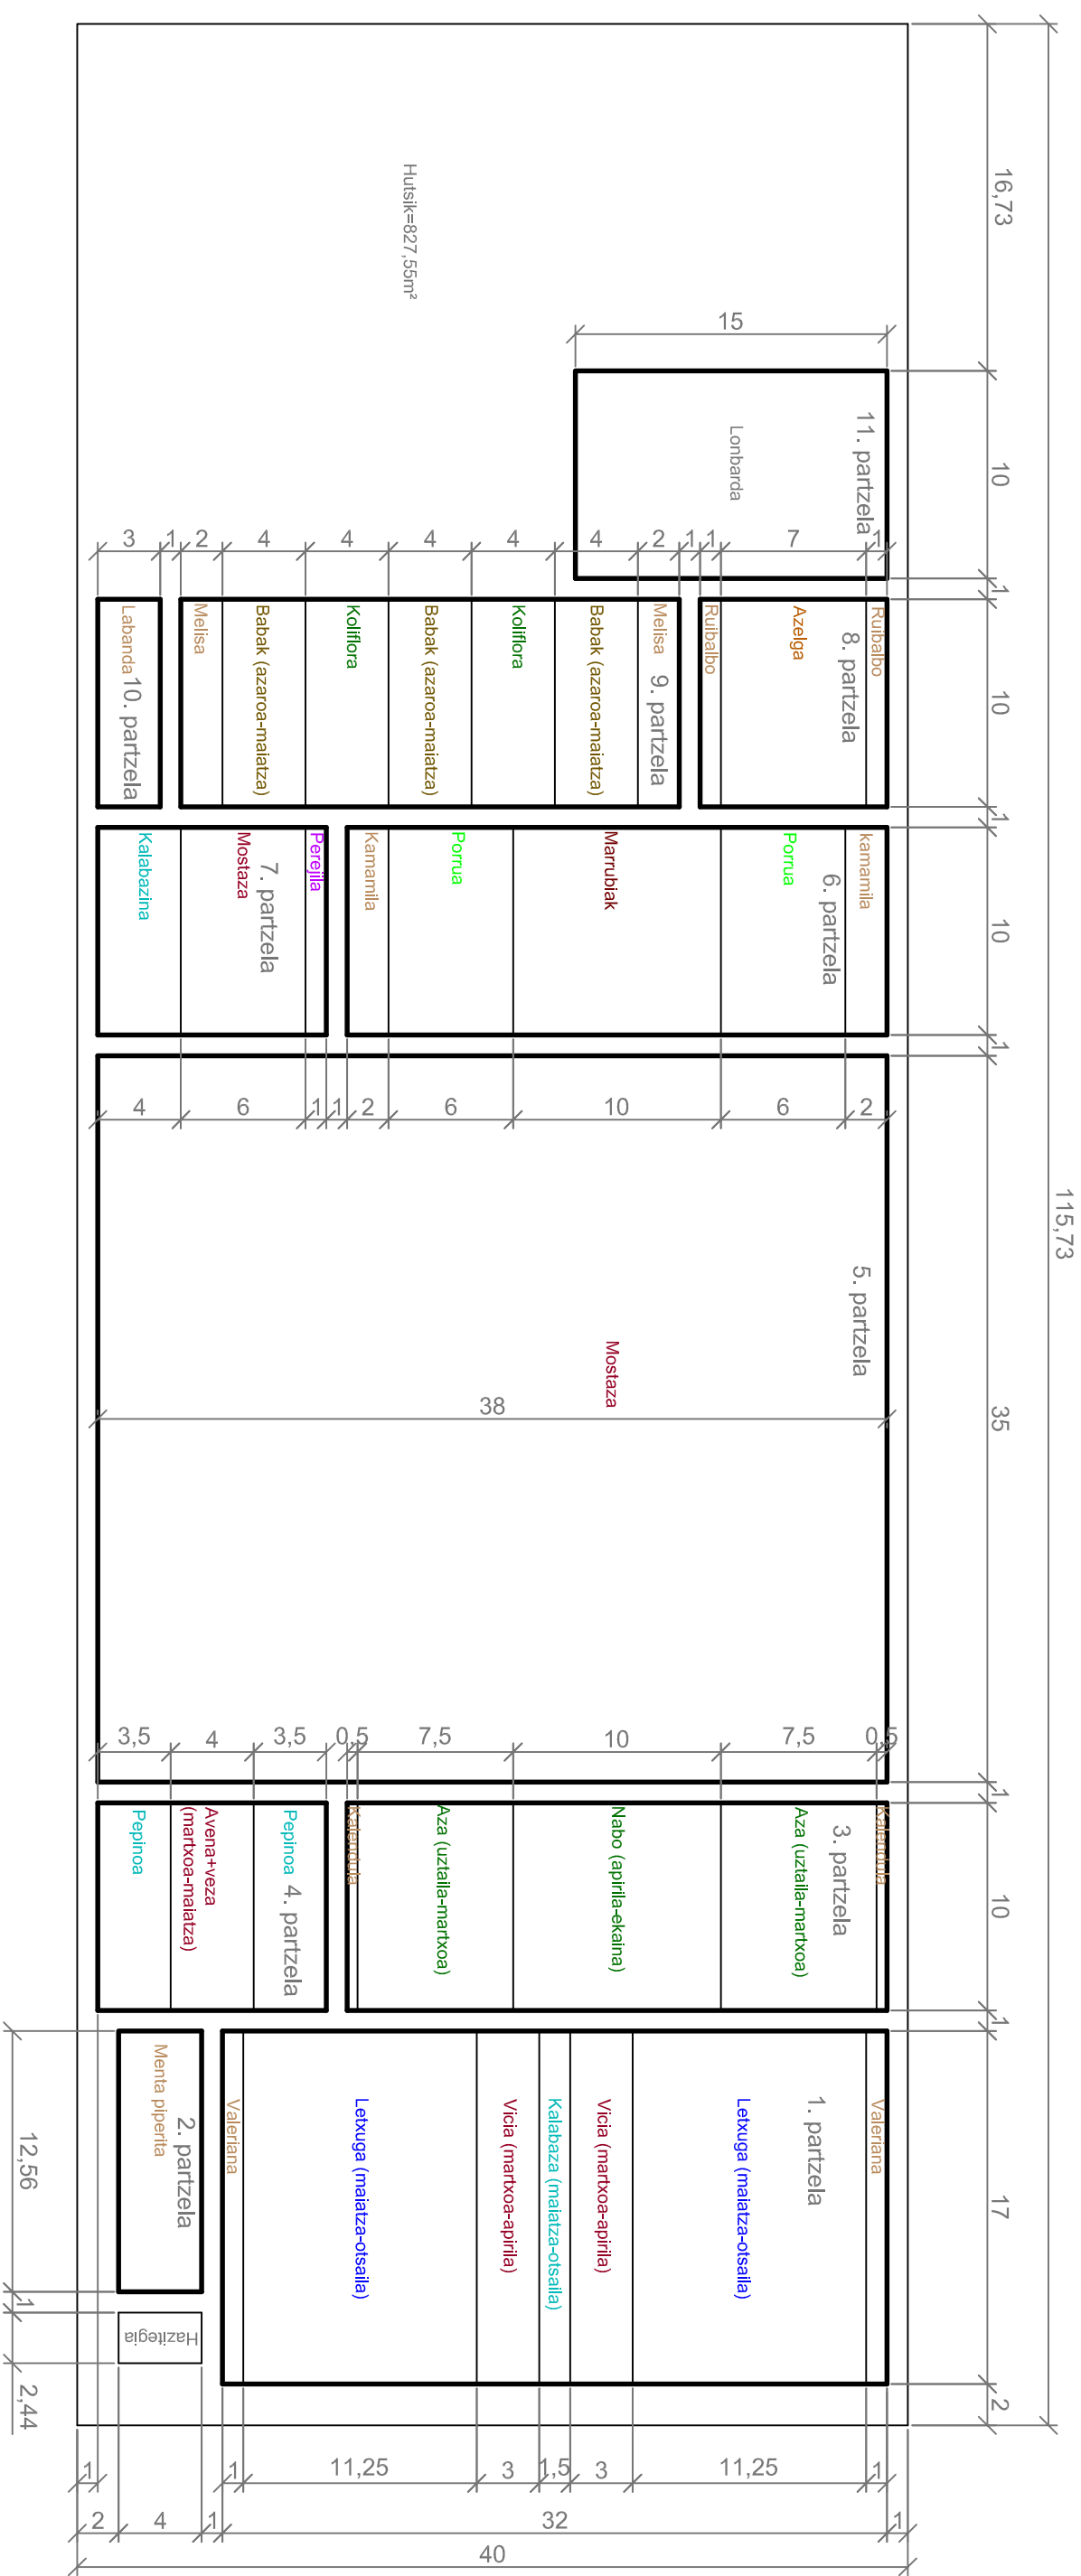 115,73
16,73
10
1
10
1
10
1
35
1
10
1
17
2
Hutsik=827,55m²
15
11. partzela
Lonbarda
3
1
2
4
4
4
4
4
2
1
1
7
1
Labanda
10. partzela
Melisa
Babak (azaroa-maiatza)
Koliflora
Babak (azaroa-maiatza)
Koliflora
Babak (azaroa-maiatza)
Melisa
9. partzela
Ruibalbo
Azelga
8. partzela
Ruibalbo
Kalabazina
Mostaza
7. partzela
Perejila
Kamamila
Porrua
Marrubiak
Porrua
6. partzela
kamamila
4
6
1
1
2
6
10
6
2
5. partzela
Mostaza
38
3,5
4
3,5
0,5
7,5
10
7,5
0,5
Pepinoa
Avena+veza
(martxoa-maiatza)
Pepinoa
4. partzela
Kalendula
Aza (uztaila-martxoa)
Nabo (apirila-ekaina)
Aza (uztaila-martxoa)
3. partzela
Kalendula
Menta piperita
2. partzela
Hazitegia
Valeriana
Letxuga (maiatza-otsaila)
Vicia (martxoa-apirila)
Kalabaza (maiatza-otsaila)
Vicia (martxoa-apirila)
Letxuga (maiatza-otsaila)
1. partzela
Valeriana
12,56
1
2,44
1
1
11,25
3
1,5
3
11,25
1
2
4
1
32
1
40